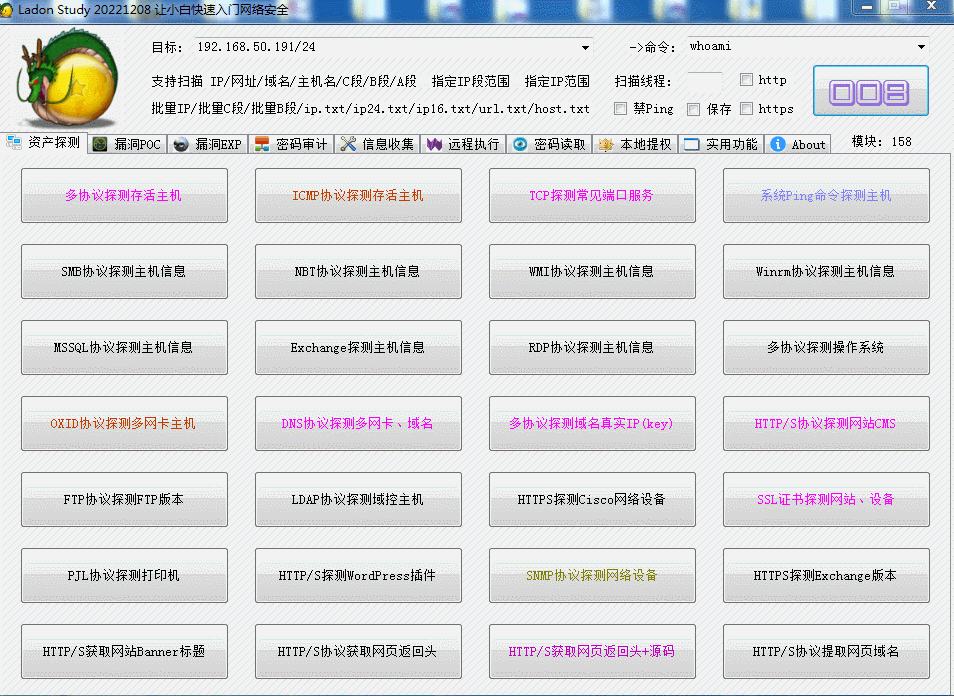 Ladon Study 20221208 让小白快速入门网络安全
目标: 192.168.50.191/24 ->命令: whoami
支持扫描 IP/网址/域名/主机名/C段/B段/A段 指定IP段范围 指定IP范围 扫描线程: http
批量IP/批量C段/批量B段/ip.txt/ip24.txt/ip16.txt/url.txt/host.txt 禁Ping 保存 https
资产探测 漏洞POC 漏洞EXP 密码审计 信息收集 远程执行 密码读取 本地提权 实用功能 About 模块: 158
多协议探测存活主机 ICMP协议探测存活主机 TCP探测常见端口服务 系统Ping命令探测主机
SMB协议探测主机信息 NBT协议探测主机信息 WMI协议探测主机信息 Winrm协议探测主机信息
MSSQL协议探测主机信息 Exchange探测主机信息 RDP协议探测主机信息 多协议探测操作系统
OXID协议探测多网卡主机 DNS协议探测多网卡、域名 多协议探测域名真实IP(key) HTTP/S协议探测网站CMS
FTP协议探测FTP版本 LDAP协议探测域控主机 HTTPS探测Cisco网络设备 SSL证书探测网站、设备
PJL协议探测打印机 HTTP/S探测WordPress插件 SNMP协议探测网络设备 HTTPS探测Exchange版本
HTTP/S获取网站Banner标题 HTTP/S协议获取网页返回头 HTTP/S获取网页返回头+源码 HTTP/S协议提取网页域名